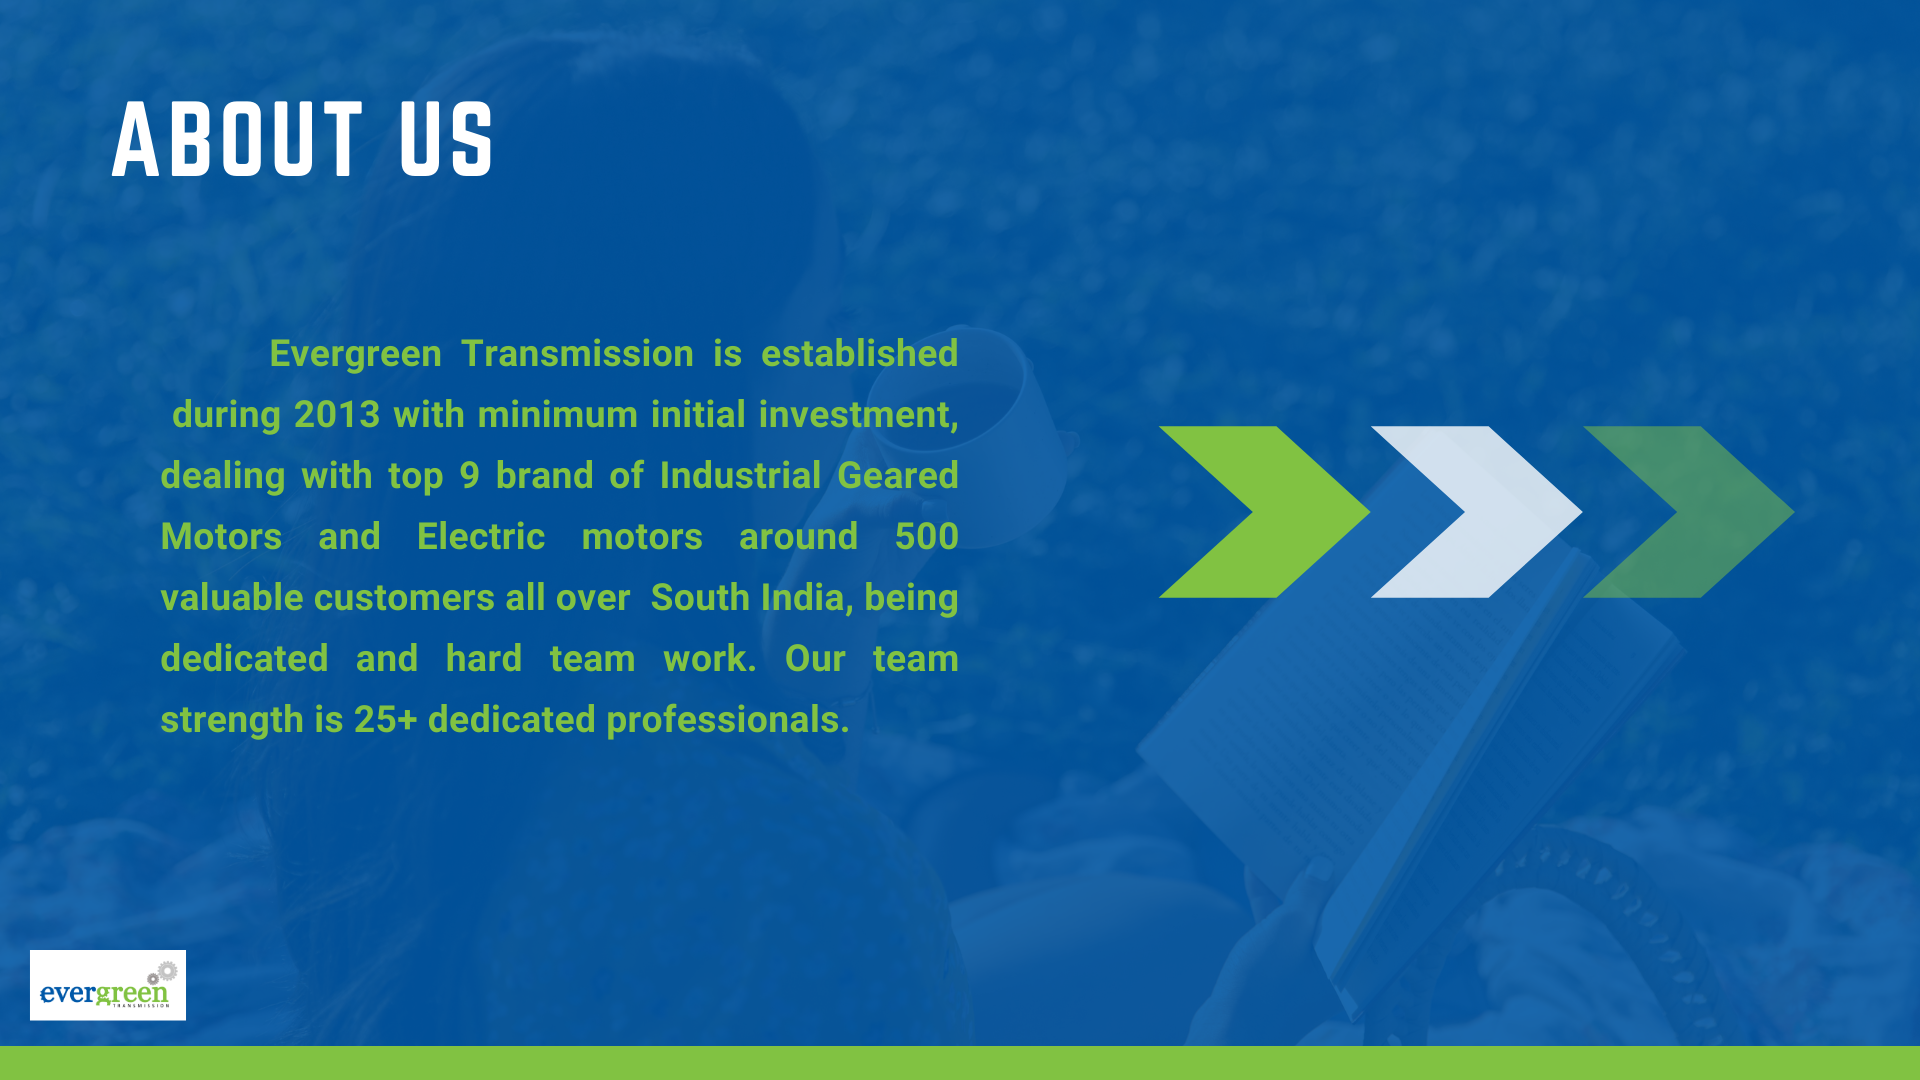 ABOUT US
Evergreen Transmission is established
during 2013 with minimum initial investment,
dealing with top 9 brand of Industrial Geared
Motors and Electric motors around 500
valuable customers all over South India, being
dedicated and hard team work. Our team
strength is 25+ dedicated professionals.
evergreen
TRANSMISSION